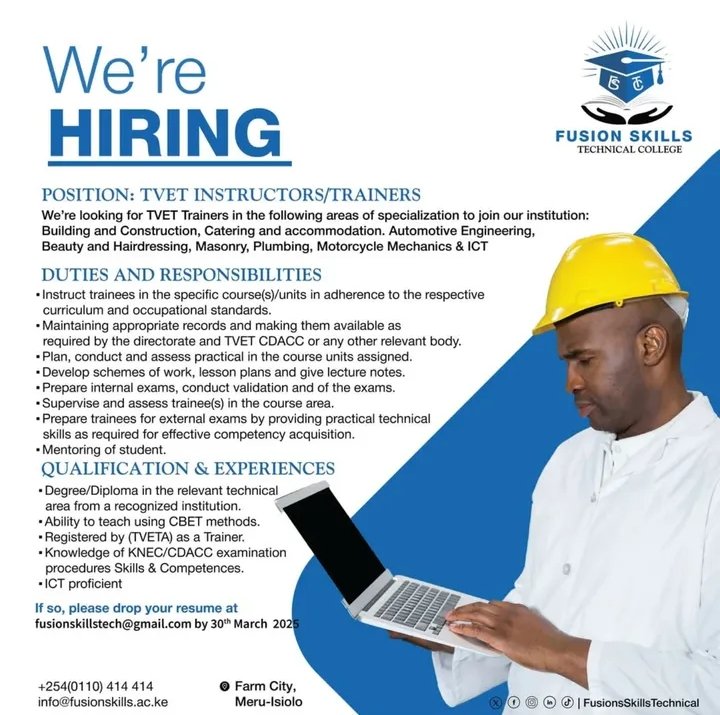 We're
HIRING
FUSION SKILLS
TECHNICAL COLLEGE
POSITION: TVET INSTRUCTORS/TRAINERS
We're looking for TVET Trainers in the following areas of specialization to join our institution:
Building and Construction, Catering and accommodation. Automotive Engineering,
Beauty and Hairdressing, Masonry, Plumbing, Motorcycle Mechanics & ICT
DUTIES AND RESPONSIBILITIES
▪Instruct trainees in the specific course(s)/units in adherence to the respective
curriculum and occupational standards.
▪Maintaining appropriate records and making them available as
required by the directorate and TVET CDACC or any other relevant body.
▪Plan, conduct and assess practical in the course units assigned.
▪Develop schemes of work, lesson plans and give lecture notes.
▪Prepare internal exams, conduct validation and of the exams.
▪Supervise and assess trainee(s) in the course area.
▪Prepare trainees for external exams by providing practical technical
skills as required for effective competency acquisition.
▪Mentoring of student.
QUALIFICATION & EXPERIENCES
▪Degree/Diploma in the relevant technical
area from a recognized institution.
▪Ability to teach using CBET methods.
▪Registered by (TVETA) as a Trainer.
▪Knowledge of KNEC/CDACC examination
procedures Skills & Competences.
▪ICT proficient
If so, please drop your resume at
fusionskillstech@gmail.com by 30th March 2025
+254(0110) 414 414
info@fusionskills.ac.ke
Farm City,
Meru-Isiolo
| FusionsSkillsTechnical